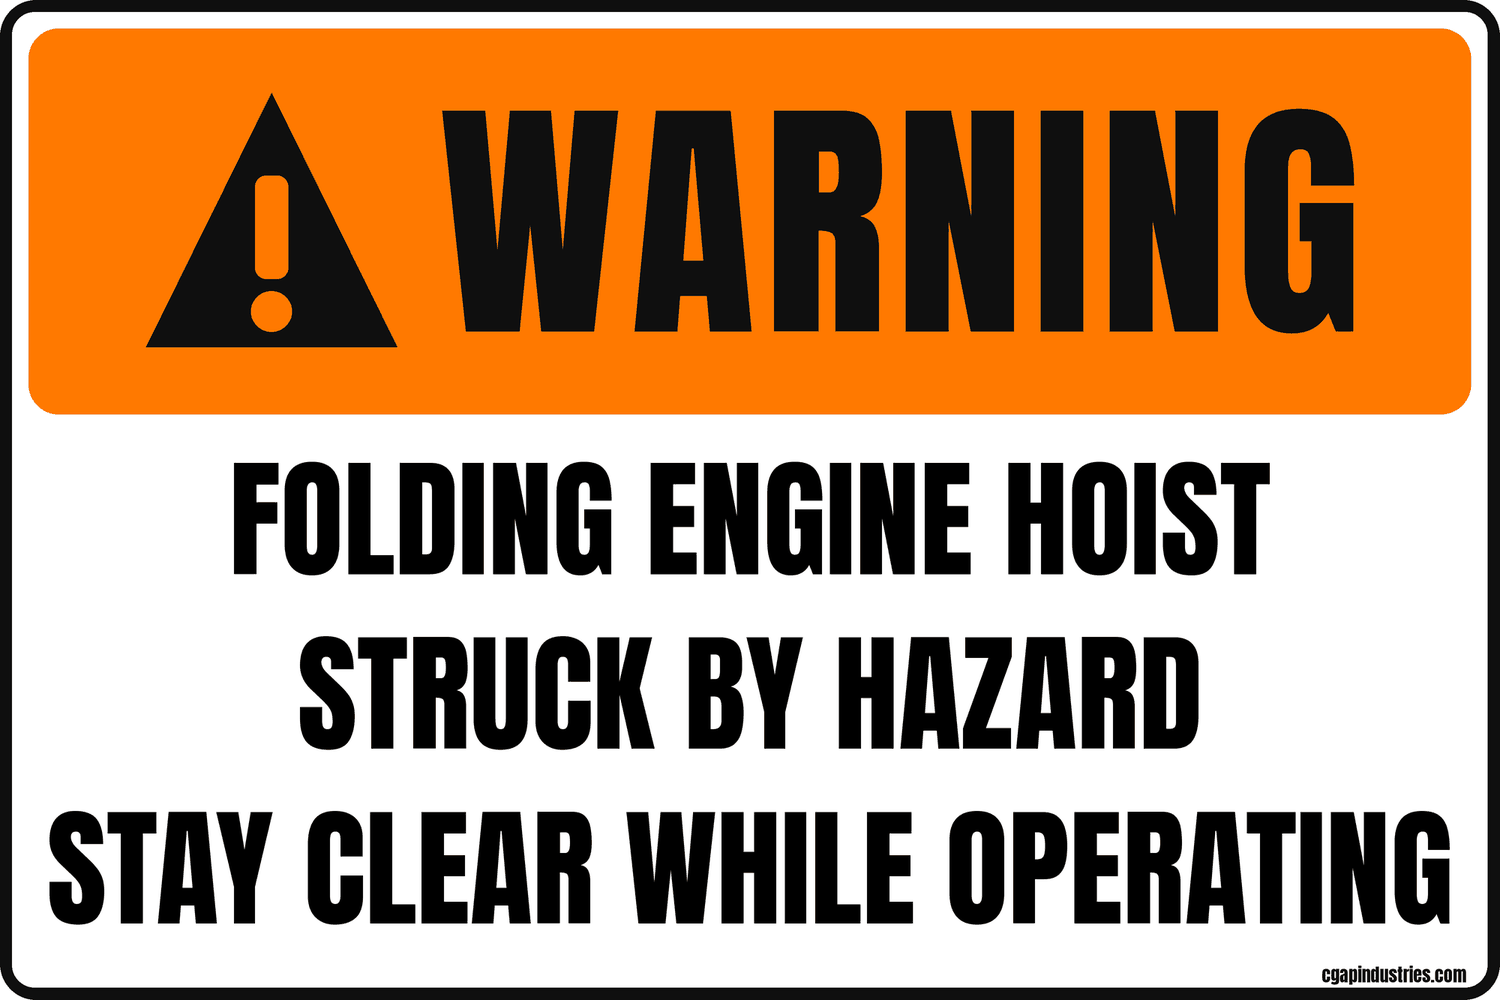 WARNING
FOLDING ENGINE HOIST
STRUCK BY HAZARD
STAY CLEAR WHILE OPERATING
cgapindustries.com